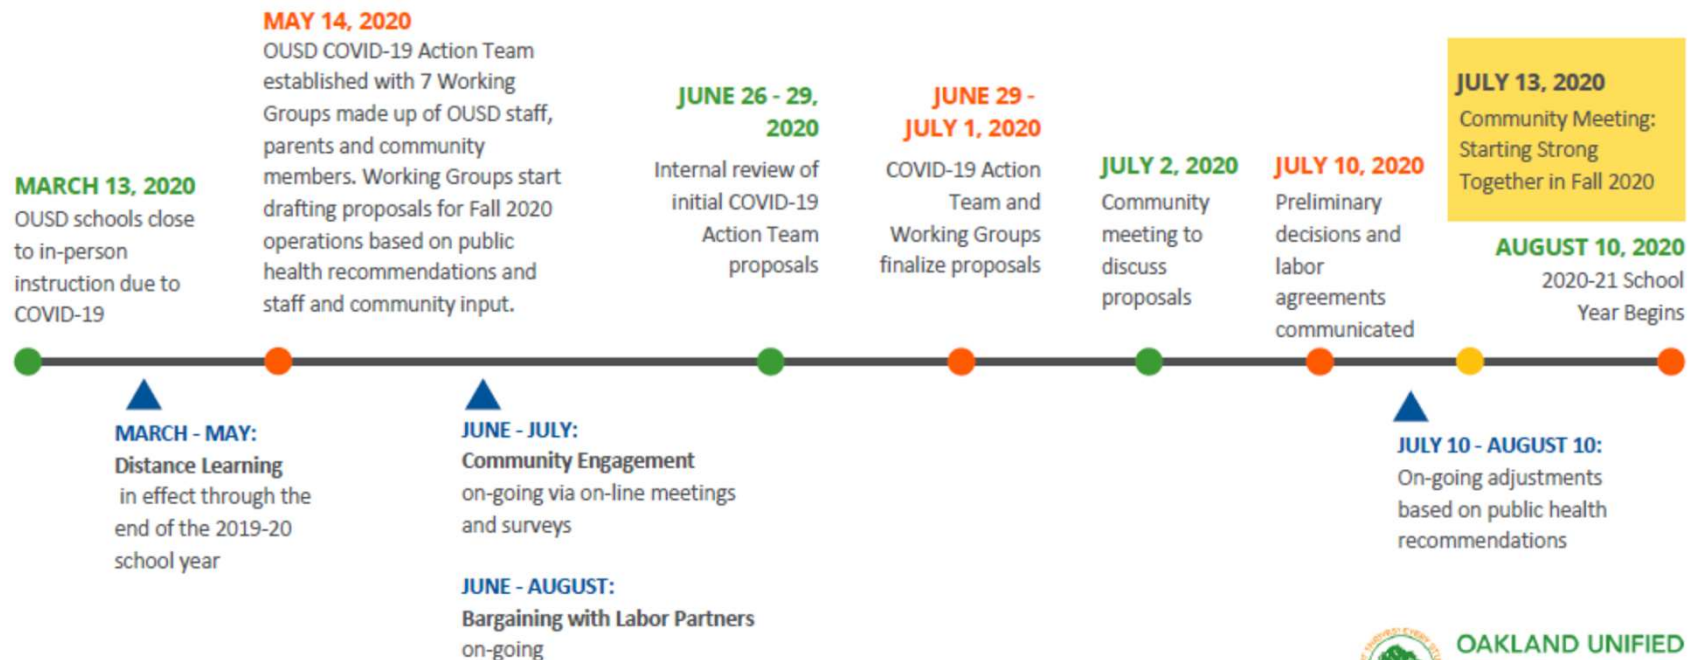 MAY 14, 2020
OUSD COVID-19 Action Team
established with 7 Working
Groups made up of OUSD staff,
parents and community
members. Working Groups start
drafting proposals for Fall 2020
operations based on public
health recommendations and
staff and community input.
MARCH 13, 2020
OUSD schools close
to in-person
instruction due to
COVID-19
JUNE 26 - 29,
2020
Internal review of
initial COVID-19
Action Team
proposals
JUNE 29 -
JULY 1, 2020
COVID-19 Action
Team and
Working Groups
finalize proposals
JULY 2, 2020
Community
meeting to
discuss
proposals
JULY 10, 2020
Preliminary
decisions and
labor
agreements
communicated
JULY 13, 2020
Community Meeting:
Starting Strong
Together in Fall 2020
AUGUST 10, 2020
2020-21 School
Year Begins
MARCH - MAY:
Distance Learning
in effect through the
end of the 2019-20
school year
JUNE - JULY:
Community Engagement
on-going via on-line meetings
and surveys
JUNE - AUGUST:
Bargaining with Labor Partners
on-going
JULY 10 - AUGUST 10:
On-going adjustments
based on public health
recommendations
OAKLAND UNIFIED